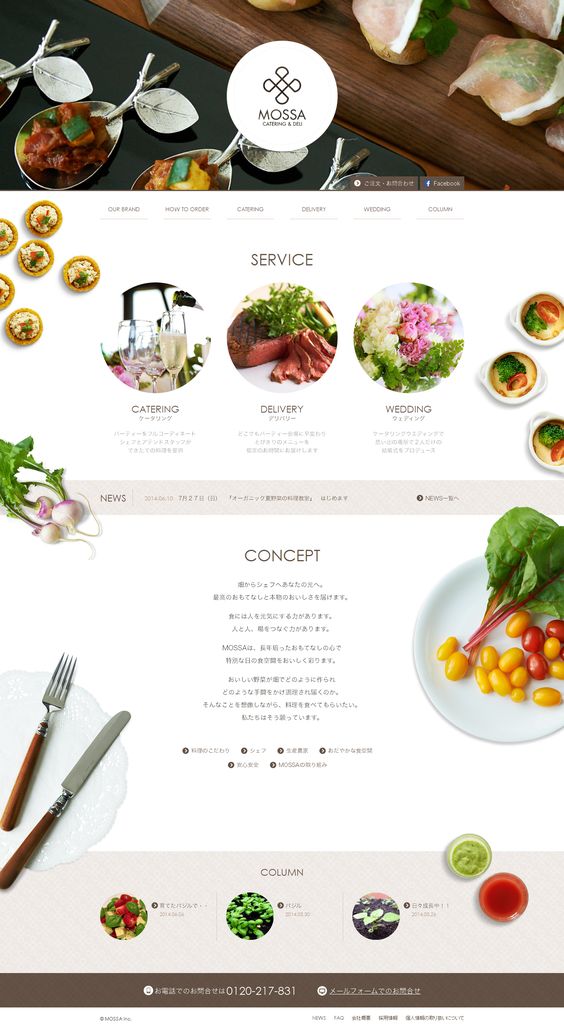 MOSSA
CATERING & DELI
ご注文・お問合わせ
Facebook
OUR BRAND
HOW TO ORDER
CATERING
DELIVERY
WEDDING
COLUMN
SERVICE
CATERING
ケータリング
パーティーをフルコーディネート
シェフとアテンドスタッフが
できたての料理を提供
DELIVERY
デリバリー
どこでもパーティー会場に早変わり
とびきりのメニューを
指定のお時間にお届けします
WEDDING
ウェディング
ケータリングウエディングで
思い出の場所で2人だけの
結婚式をプロデュース
NEWS
2014.06.10 7月27日（日） 「オーガニック夏野菜の料理教室」 はじめます
NEWS一覧へ
CONCEPT
畑からシェフへあなたの元へ。
最高のおもてなしと本物のおいしさを届けます。
食には人を元気にする力があります。
人と人、場をつなぐ力があります。
MOSSAは、長年培ったおもてなしの心で
特別な日の食空間をおいしく彩ります。
おいしい野菜が畑でどのように作られ
どのような手間をかけ調理され届くのか。
そんなことを想像しながら、料理を食べてもらいたい。
私たちはそう願っています。
料理のこだわり
シェフ
生産農家
おだやかな食空間
安心安全
MOSSAの取り組み
COLUMN
育てたバジルで・・
2014.06.06
バジル
2014.05.30
日々成長中！！
2014.05.26
お電話でのお問合せは0120-217-831
メールフォームでのお問合せ
© MOSSA Inc.
NEWS
FAQ
会社概要
採用情報
個人情報の取り扱いについて